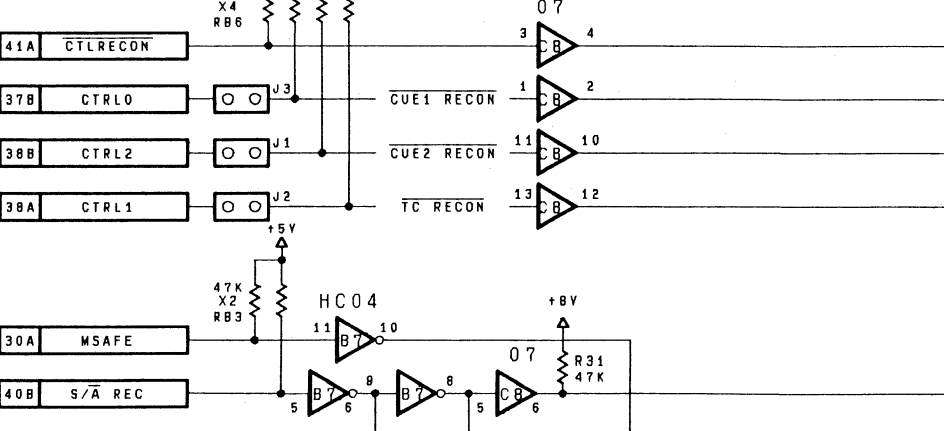 X4
RB6
07
41A CTLRECON 3 C8 4
37B CTRL0 J3 CUE1 RECON 1 C8 2
38B CTRL2 J1 CUE2 RECON 11 C8 10
38A CTRL1 J2 TC RECON 13 C8 12
+5V
47K
X2
RB3
HC04
+8V
30A MSAFE 11 B7 10
07
R31
47K
40B S/A REC 5 B7 6 9 B7 8 5 C8 6